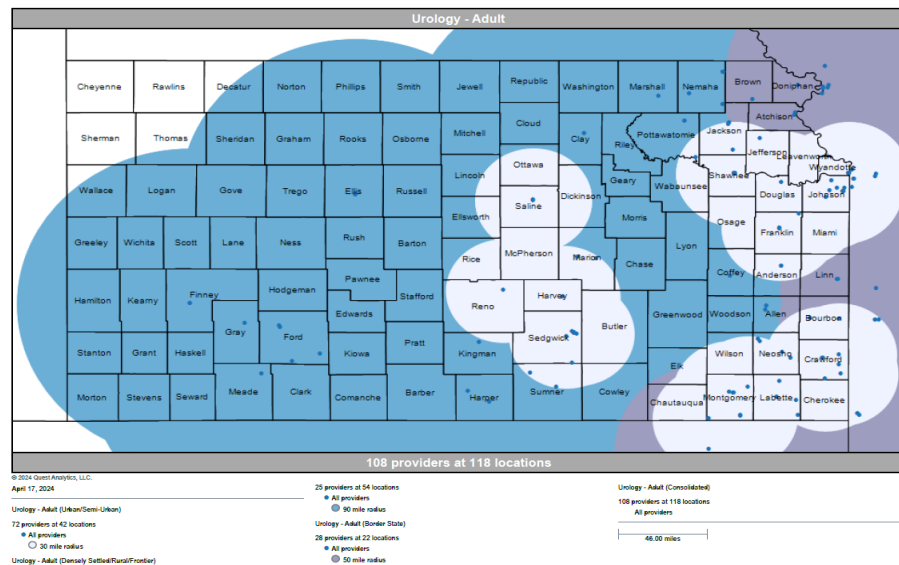 Urology - Adult
Cheyenne Rawlins Decatur Norton Phillips Smith Jewell Republic Washington Marshall Nemaha Brown Doniphan
Sherman Thomas Sheridan Graham Rooks Osborne Mitchell Cloud Clay Riley Pottawatomie Jackson Atchison
Jefferson Leavenworth Wyandotte
Wallace Logan Gove Trego Ellis Russell Lincoln Ottawa Saline Dickinson Geary Wabaunsee Shawnee Douglas Johnson
Greeley Wichita Scott Lane Ness Rush Barton Ellsworth Rice McPherson Marion Morris Chase Lyon Osage Franklin Miami
Hamilton Kearny Finney Hodgeman Pawnee Stafford Reno Harvey Butler Greenwood Coffey Anderson Linn
Gray Ford Edwards Sedgwick Woodson Allen Bourbon
Stanton Grant Haskell Kiowa Pratt Kingman Elk Wilson Neosho Crawford
Morton Stevens Seward Meade Clark Comanche Barber Harper Sumner Cowley Chautauqua Montgomery Labette Cherokee
108 providers at 118 locations
© 2024 Quest Analytics, LLC.
April 17, 2024
Urology - Adult (Urban/Semi-Urban)
72 providers at 42 locations
All providers
30 mile radius
Urology - Adult (Densely Settled/Rural/Frontier)
25 providers at 54 locations
All providers
90 mile radius
Urology - Adult (Border State)
28 providers at 22 locations
All providers
50 mile radius
Urology - Adult (Consolidated)
108 providers at 118 locations
All providers
46.00 miles